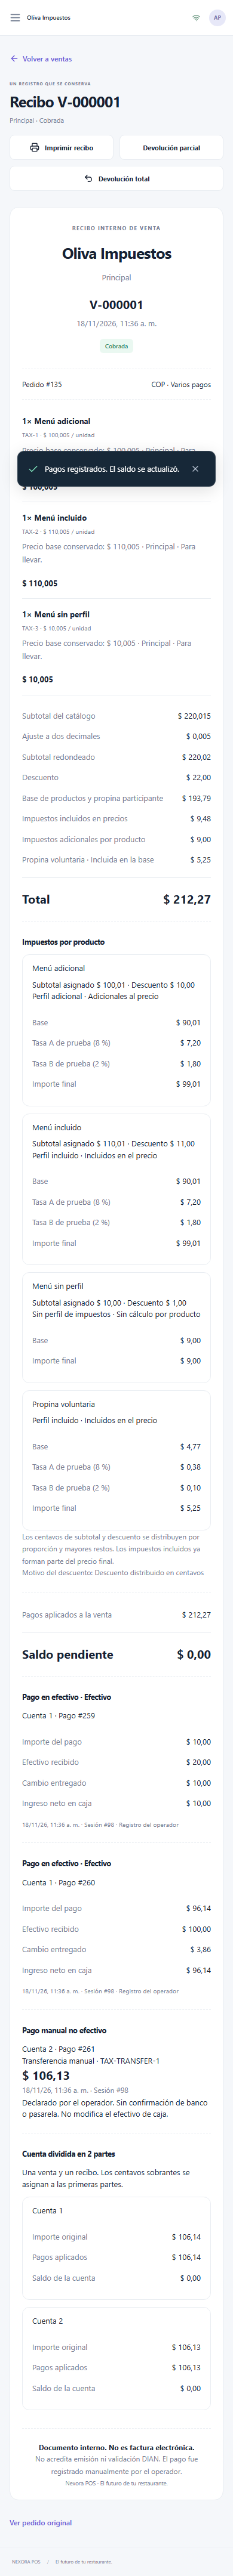 Oliva Impuestos
AP
Volver a ventas
UN REGISTRO QUE SE CONSERVA
Recibo V-000001
Principal · Cobrada
Imprimir recibo
Devolución parcial
Devolución total
RECIBO INTERNO DE VENTA
Oliva Impuestos
Principal
V-000001
18/11/2026, 11:36 a. m.
Cobrada
Pedido #135 COP · Varios pagos
1× Menú adicional
TAX-1 · $ 100,005 / unidad
Pagos registrados. El saldo se actualizó.
$ 100,005
1× Menú incluido
TAX-2 · $ 110,005 / unidad
Precio base conservado: $ 110,005 · Principal · Para
llevar.
$ 110,005
1× Menú sin perfil
TAX-3 · $ 10,005 / unidad
Precio base conservado: $ 10,005 · Principal · Para
llevar.
$ 10,005
Subtotal del catálogo $ 220,015
Ajuste a dos decimales $ 0,005
Subtotal redondeado $ 220,02
Descuento $ 22,00
Base de productos y propina participante $ 193,79
Impuestos incluidos en precios $ 9,48
Impuestos adicionales por producto $ 9,00
Propina voluntaria · Incluida en la base $ 5,25
Total $ 212,27
Impuestos por producto
Menú adicional
Subtotal asignado $ 100,01 · Descuento $ 10,00
Perfil adicional · Adicionales al precio
Base $ 90,01
Tasa A de prueba (8 %) $ 7,20
Tasa B de prueba (2 %) $ 1,80
Importe final $ 99,01
Menú incluido
Subtotal asignado $ 110,01 · Descuento $ 11,00
Perfil incluido · Incluidos en el precio
Base $ 90,01
Tasa A de prueba (8 %) $ 7,20
Tasa B de prueba (2 %) $ 1,80
Importe final $ 99,01
Menú sin perfil
Subtotal asignado $ 10,00 · Descuento $ 1,00
Sin perfil de impuestos · Sin cálculo por producto
Base $ 9,00
Importe final $ 9,00
Propina voluntaria
Perfil incluido · Incluidos en el precio
Base $ 4,77
Tasa A de prueba (8 %) $ 0,38
Tasa B de prueba (2 %) $ 0,10
Importe final $ 5,25
Los centavos de subtotal y descuento se distribuyen por
proporción y mayores restos. Los impuestos incluidos ya
forman parte del precio final.
Motivo del descuento: Descuento distribuido en centavos
Pagos aplicados a la venta $ 212,27
Saldo pendiente $ 0,00
Pago en efectivo · Efectivo
Cuenta 1 · Pago #259
Importe del pago $ 10,00
Efectivo recibido $ 20,00
Cambio entregado $ 10,00
Ingreso neto en caja $ 10,00
18/11/26, 11:36 a. m. · Sesión #98 · Registro del operador
Pago en efectivo · Efectivo
Cuenta 1 · Pago #260
Importe del pago $ 96,14
Efectivo recibido $ 100,00
Cambio entregado $ 3,86
Ingreso neto en caja $ 96,14
18/11/26, 11:36 a. m. · Sesión #98 · Registro del operador
Pago manual no efectivo
Cuenta 2 · Pago #261
Transferencia manual · TAX-TRANSFER-1
$ 106,13
18/11/26, 11:36 a. m. · Sesión #98
Declarado por el operador. Sin confirmación de banco
o pasarela. No modifica el efectivo de caja.
Cuenta dividida en 2 partes
Una venta y un recibo. Los centavos sobrantes se
asignan a las primeras partes.
Cuenta 1
Importe original $ 106,14
Pagos aplicados $ 106,14
Saldo de la cuenta $ 0,00
Cuenta 2
Importe original $ 106,13
Pagos aplicados $ 106,13
Saldo de la cuenta $ 0,00
Documento interno. No es factura electrónica.
No acredita emisión ni validación DIAN. El pago fue
registrado manualmente por el operador.
Nexora POS · El futuro de tu restaurante.
Ver pedido original
NEXORA POS / El futuro de tu restaurante.